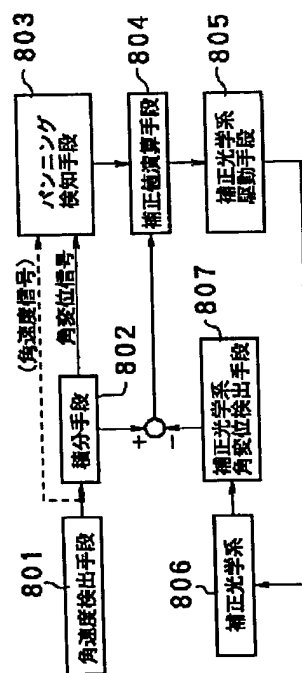 801
角速度検出手段
(角速度信号)
積分手段
802
角変位信号
803
パンニング
検知手段
+
−
804
補正値演算手段
805
補正光学系
駆動手段
806
補正光学系
807
補正光学系
角変位検出手段